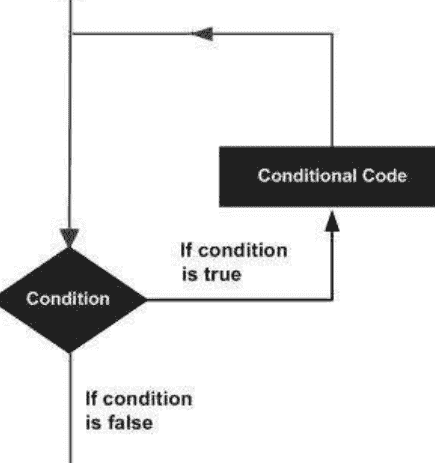 Conditional Code
If condition
is true
Condition
If condition
is false